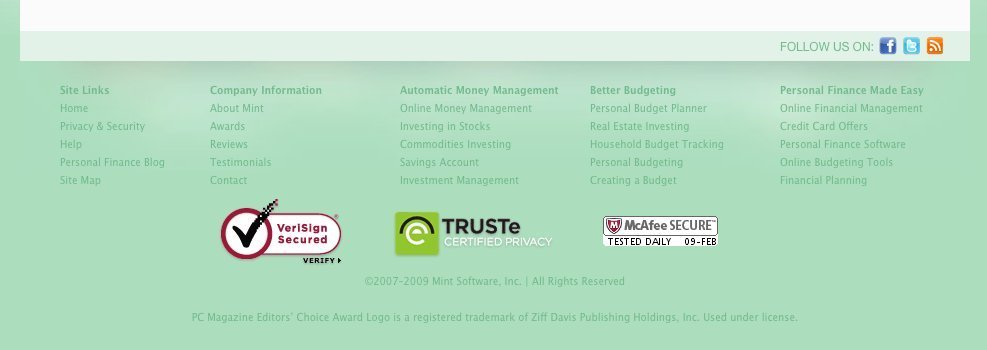 FOLLOW US ON:
Site Links
Home
Privacy & Security
Help
Personal Finance Blog
Site Map
Company Information
About Mint
Awards
Reviews
Testimonials
Contact
Automatic Money Management
Online Money Management
Investing in Stocks
Commodities Investing
Savings Account
Investment Management
Better Budgeting
Personal Budget Planner
Real Estate Investing
Household Budget Tracking
Personal Budgeting
Creating a Budget
Personal Finance Made Easy
Online Financial Management
Credit Card Offers
Personal Finance Software
Online Budgeting Tools
Financial Planning
VeriSign
Secured
VERIFY
TRUSTe
CERTIFIED PRIVACY
McAfee SECURE™
TESTED DAILY 09-FEB
©2007-2009 Mint Software, Inc. | All Rights Reserved
PC Magazine Editors' Choice Award Logo is a registered trademark of Ziff Davis Publishing Holdings, Inc. Used under license.